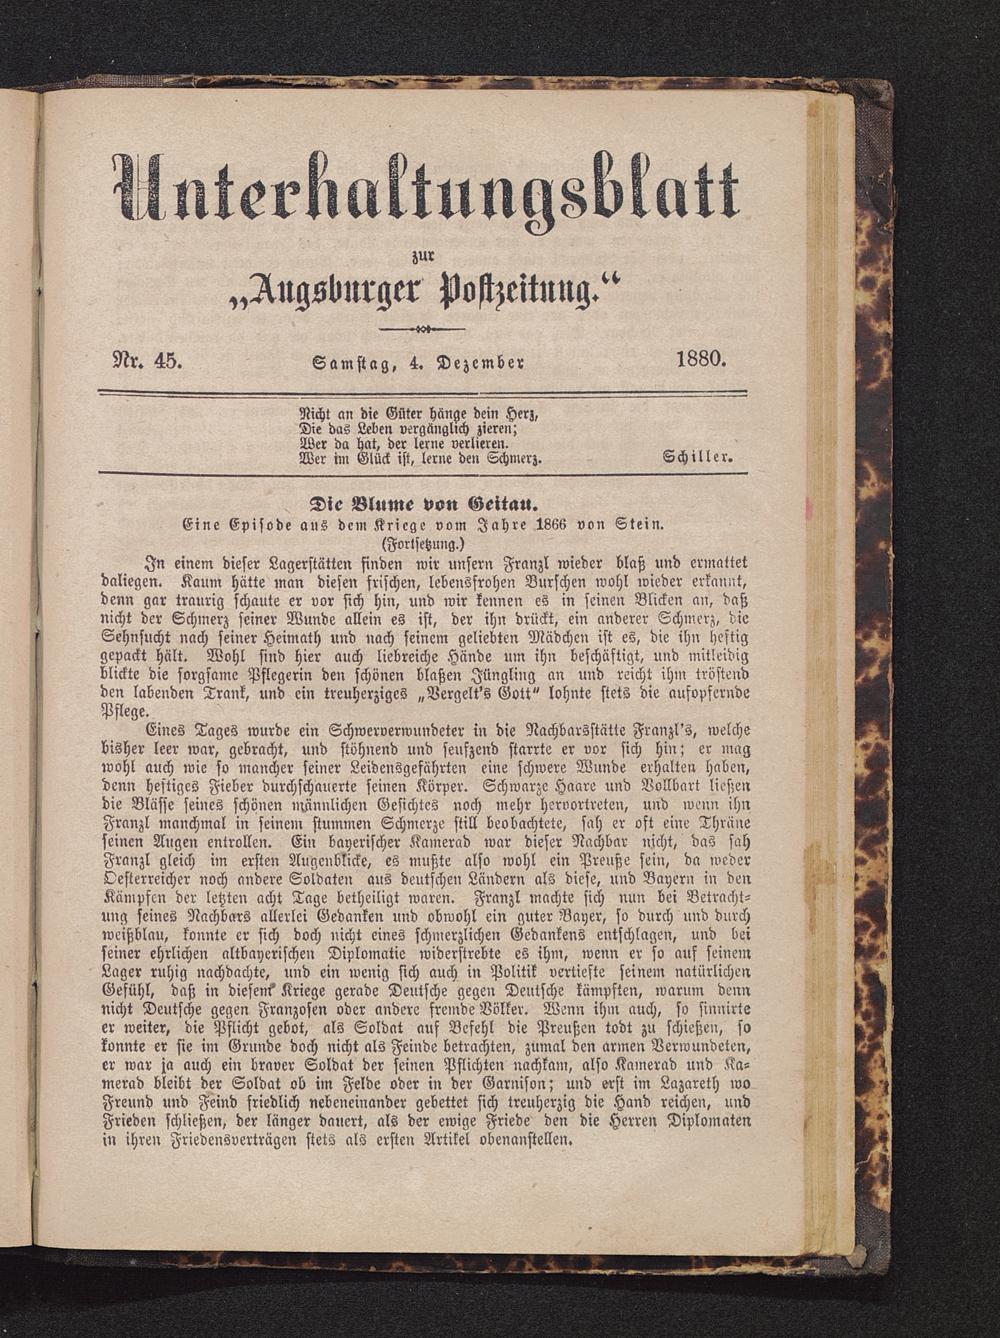 Unterhaltungsblatt
zur
„Augsburger Postzeitung.“
Nr. 45. Samstag, 4. Dezember 1880.
Nicht an die Güter hänge dein Herz,
Die das Leben vergänglich zieren;
Wer da hat, der lerne verlieren.
Wer im Glück ist, lerne den Schmerz. Schiller.
Die Blume von Geitau.
Eine Episode aus dem Kriege vom Jahre 1866 von Stein.
(Fortsetzung.)
In einem dieser Lagerstätten finden wir unsern Franzl wieder blaß und ermattet
daliegen. Kaum hätte man diesen frischen, lebensfrohen Burschen wohl wieder erkannt,
denn gar traurig schaute er vor sich hin, und wir kennen es in seinen Blicken an, daß
nicht der Schmerz seiner Wunde allein es ist, der ihn drückt, ein anderer Schmerz, die
Sehnsucht nach seiner Heimath und nach seinem geliebten Mädchen ist es, die ihn heftig
gepackt hält. Wohl sind hier auch liebreiche Hände um ihn beschäftigt, und mitleidig
blickte die sorgsame Pflegerin den schönen blaßen Jüngling an und reicht ihm tröstend
den labenden Trank, und ein treuherziges „Vergelt's Gott“ lohnte stets die aufopfernde
Pflege.
Eines Tages wurde ein Schwerverwundeter in die Nachbarsstätte Franzl's, welche
bisher leer war, gebracht, und stöhnend und seufzend starrte er vor sich hin; er mag
wohl auch wie so mancher seiner Leidensgefährten eine schwere Wunde erhalten haben,
denn heftiges Fieber durchschauerte seinen Körper. Schwarze Haare und Vollbart ließen
die Blässe seines schönen männlichen Gesichtes noch mehr hervortreten, und wenn ihn
Franzl manchmal in seinem stummen Schmerze still beobachtete, sah er oft eine Thräne
seinen Augen entrollen. Ein bayerischer Kamerad war dieser Nachbar nicht, das sah
Franzl gleich im ersten Augenblicke, es mußte also wohl ein Preuße sein, da weder
Oesterreicher noch andere Soldaten aus deutschen Ländern als diese, und Bayern in den
Kämpfen der letzten acht Tage betheiligt waren. Franzl machte sich nun bei Betracht-
ung seines Nachbars allerlei Gedanken und obwohl ein guter Bayer, so durch und durch
weißblau, konnte er sich doch nicht eines schmerzlichen Gedankens entschlagen, und bei
seiner ehrlichen altbayerischen Diplomatie widerstrebte es ihm, wenn er so auf seinem
Lager ruhig nachdachte, und ein wenig sich auch in Politik vertiefte seinem natürlichen
Gefühl, daß in diesem Kriege gerade Deutsche gegen Deutsche kämpften, warum denn
nicht Deutsche gegen Franzosen oder andere fremde Völker. Wenn ihm auch, so sinnirte
er weiter, die Pflicht gebot, als Soldat auf Befehl die Preußen todt zu schießen, so
konnte er sie im Grunde doch nicht als Feinde betrachten, zumal den armen Verwundeten,
er war ja auch ein braver Soldat der seinen Pflichten nachkam, also Kamerad und Ka-
merad bleibt der Soldat ob im Felde oder in der Garnison; und erst im Lazareth wo
Freund und Feind friedlich nebeneinander gebettet sich treuherzig die Hand reichen, und
Frieden schließen, der länger dauert, als der ewige Friede den die Herren Diplomaten
in ihren Friedensverträgen stets als ersten Artikel obenanstellen.